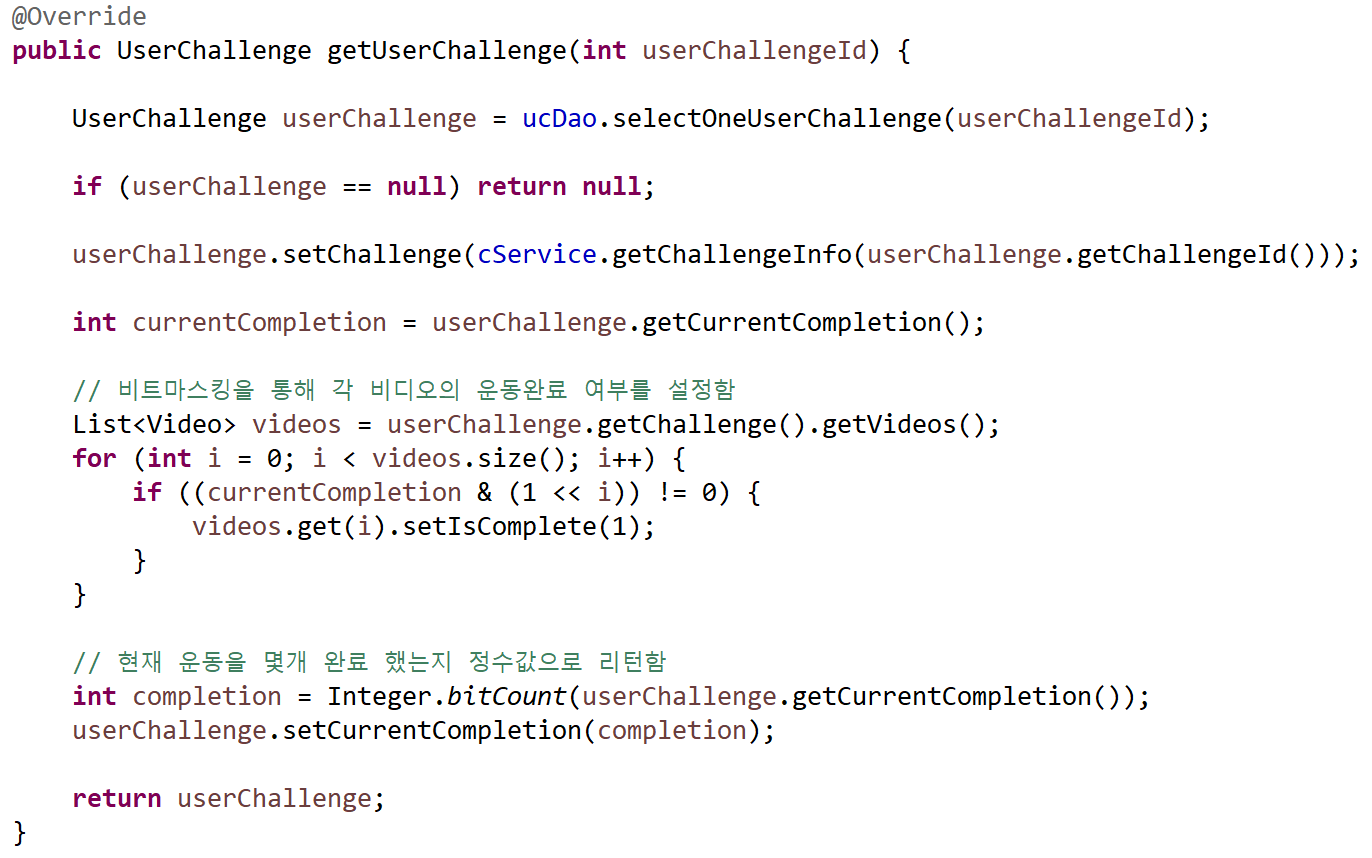 @Override
public UserChallenge getUserChallenge(int userChallengeId) {
UserChallenge userChallenge = ucDao.selectOneUserChallenge(userChallengeId);
if (userChallenge == null) return null;
userChallenge.setChallenge(cService.getChallengeInfo(userChallenge.getChallengeId()));
int currentCompletion = userChallenge.getCurrentCompletion();
// 비트마스킹을 통해 각 비디오의 운동완료 여부를 설정함
List<Video> videos = userChallenge.getChallenge().getVideos();
for (int i = 0; i < videos.size(); i++) {
if ((currentCompletion & (1 << i)) != 0) {
videos.get(i).setIsComplete(1);
}
}
// 현재 운동을 몇개 완료 했는지 정수값으로 리턴함
int completion = Integer.bitCount(userChallenge.getCurrentCompletion());
userChallenge.setCurrentCompletion(completion);
return userChallenge;
}